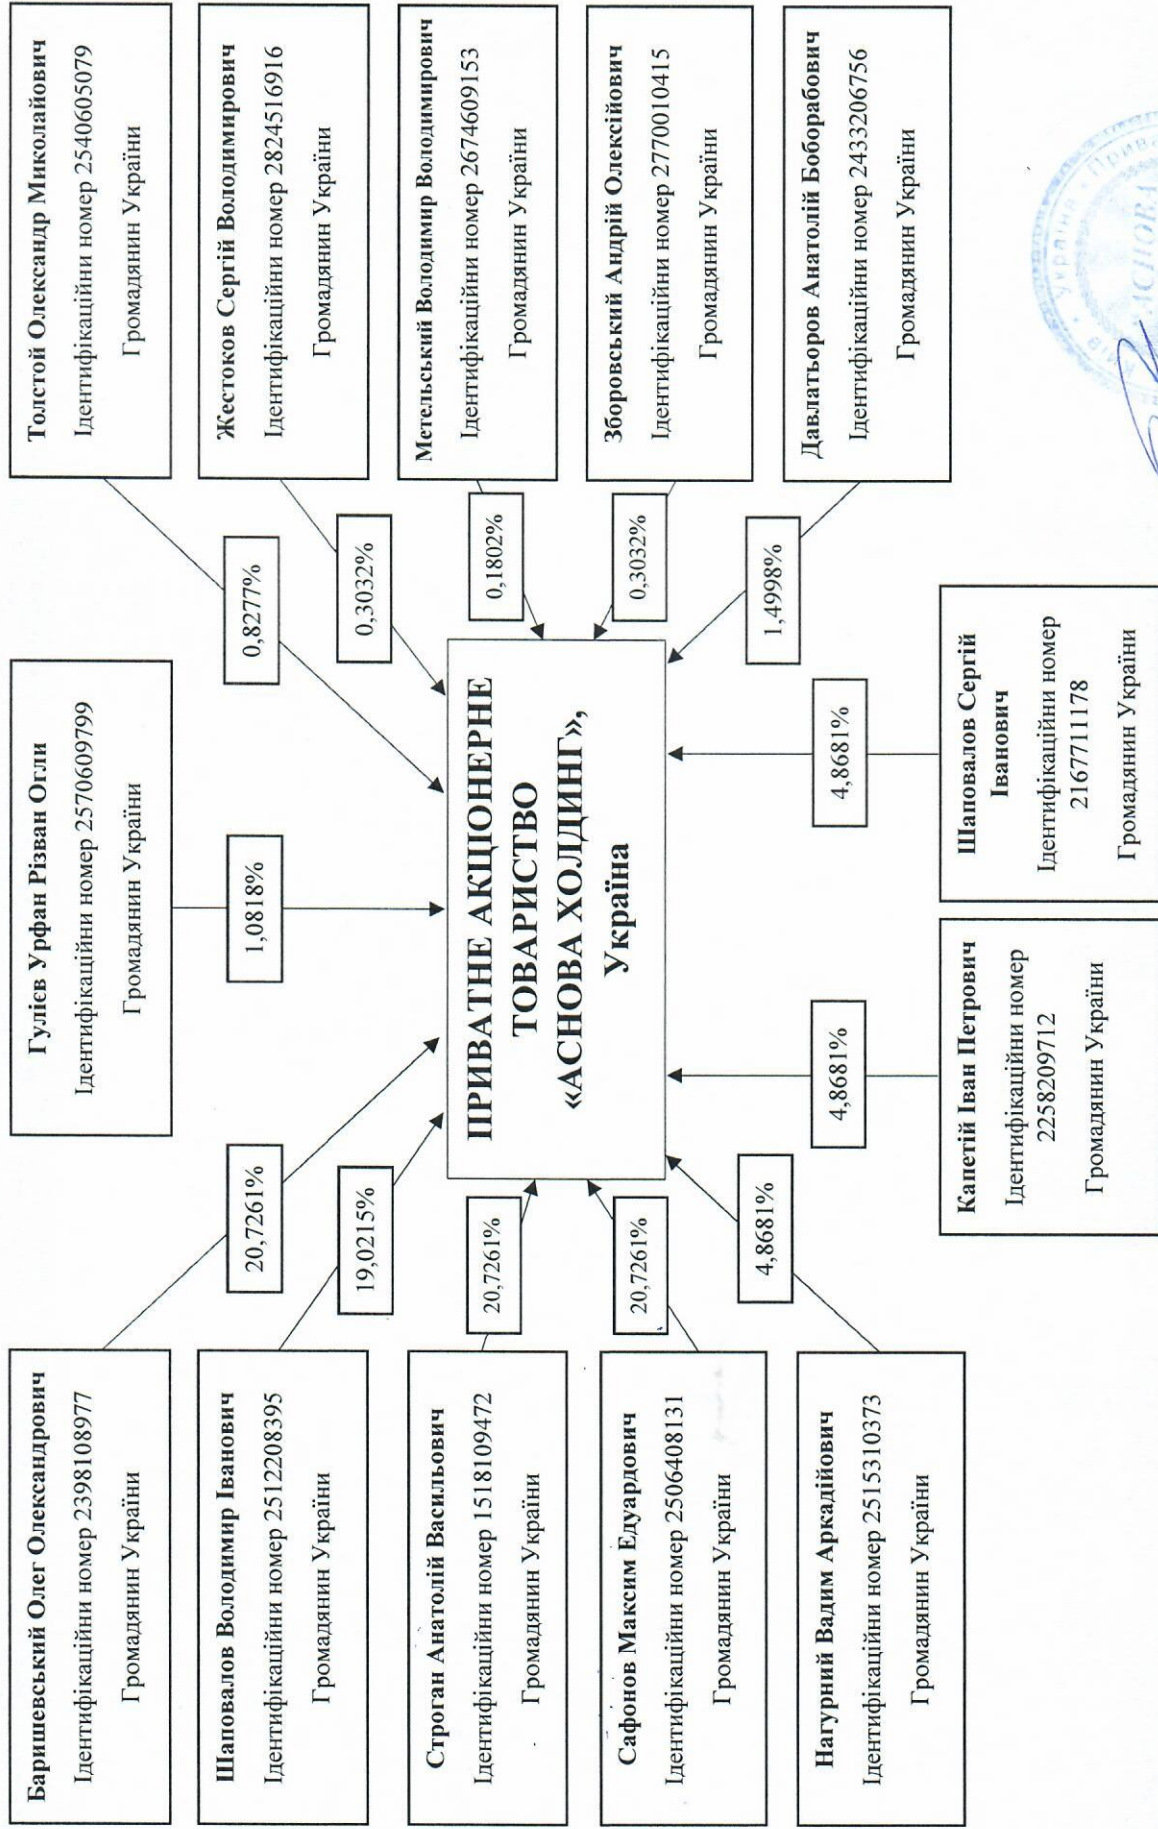 Баришевський Олег Олександрович
Ідентифікаційни номер 2398108977
Громадянин України
20,7261%
Гулієв Урфан Різван Огли
Ідентифікаційни номер 2570609799
Громадянин України
1,0818%
Толстой Олександр Миколайович
Ідентифікаційни номер 2540605079
Громадянин України
0,8277%
Шаповалов Володимир Іванович
Ідентифікаційни номер 2512208395
Громадянин України
19,0215%
Жестоков Сергій Володимирович
Ідентифікаційни номер 2824516916
Громадянин України
0,3032%
Строган Анатолій Васильович
Ідентифікаційни номер 1518109472
Громадянин України
20,7261%
ПРИВАТНЕ АКЦІОНЕРНЕ
ТОВАРИСТВО
«АСНОВА ХОЛДИНГ»,
Україна
Метельський Володимир Володимирович
Ідентифікаційни номер 2674609153
Громадянин України
0,1802%
Сафонов Максим Едуардович
Ідентифікаційни номер 2506408131
Громадянин України
20,7261%
Зборовський Андрій Олексійович
Ідентифікаційни номер 2770010415
Громадянин України
0,3032%
Нагурний Вадим Аркадійович
Ідентифікаційни номер 2515310373
Громадянин України
4,8681%
Давлатьоров Анатолій Боборабович
Ідентифікаційни номер 2433206756
Громадянин України
1,4998%
4,8681%
Капетій Іван Петрович
Ідентифікаційни номер
2258209712
Громадянин України
4,8681%
Шаповалов Сергій
Іванович
Ідентифікаційни номер
2167711178
Громадянин України
Україна
АСНОВА